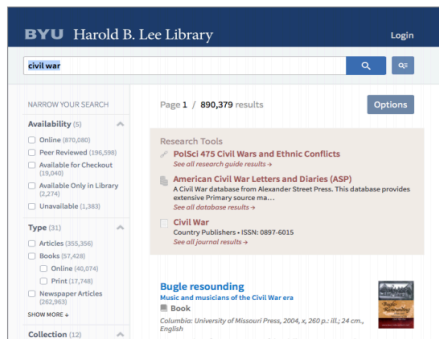 BYU Harold B. Lee Library
Login
civil war
NARROW YOUR SEARCH
Availability (5)
Online (870,080)
Peer Reviewed (196,598)
Available for Checkout
(19,040)
Available Only in Library
(2,274)
Unavailable (1,383)
Type (31)
Articles (355,356)
Books (57,428)
Online (40,074)
Print (17,748)
Newspaper Articles
(262,963)
SHOW MORE
Collection (12)
Page 1 / 890,379 results
Options
Research Tools
PolSci 475 Civil Wars and Ethnic Conflicts
See all research guide results →
American Civil War Letters and Diaries (ASP)
A Civil War database from Alexander Street Press. This database provides
extensive Primary source ma...
See all database results →
Civil War
Country Publishers • ISSN: 0897-6015
See all journal results →
Bugle resounding
Music and musicians of the Civil War era
Book
Columbia: University of Missouri Press, 2004, x, 260 p.: ill.; 24 cm.,
English